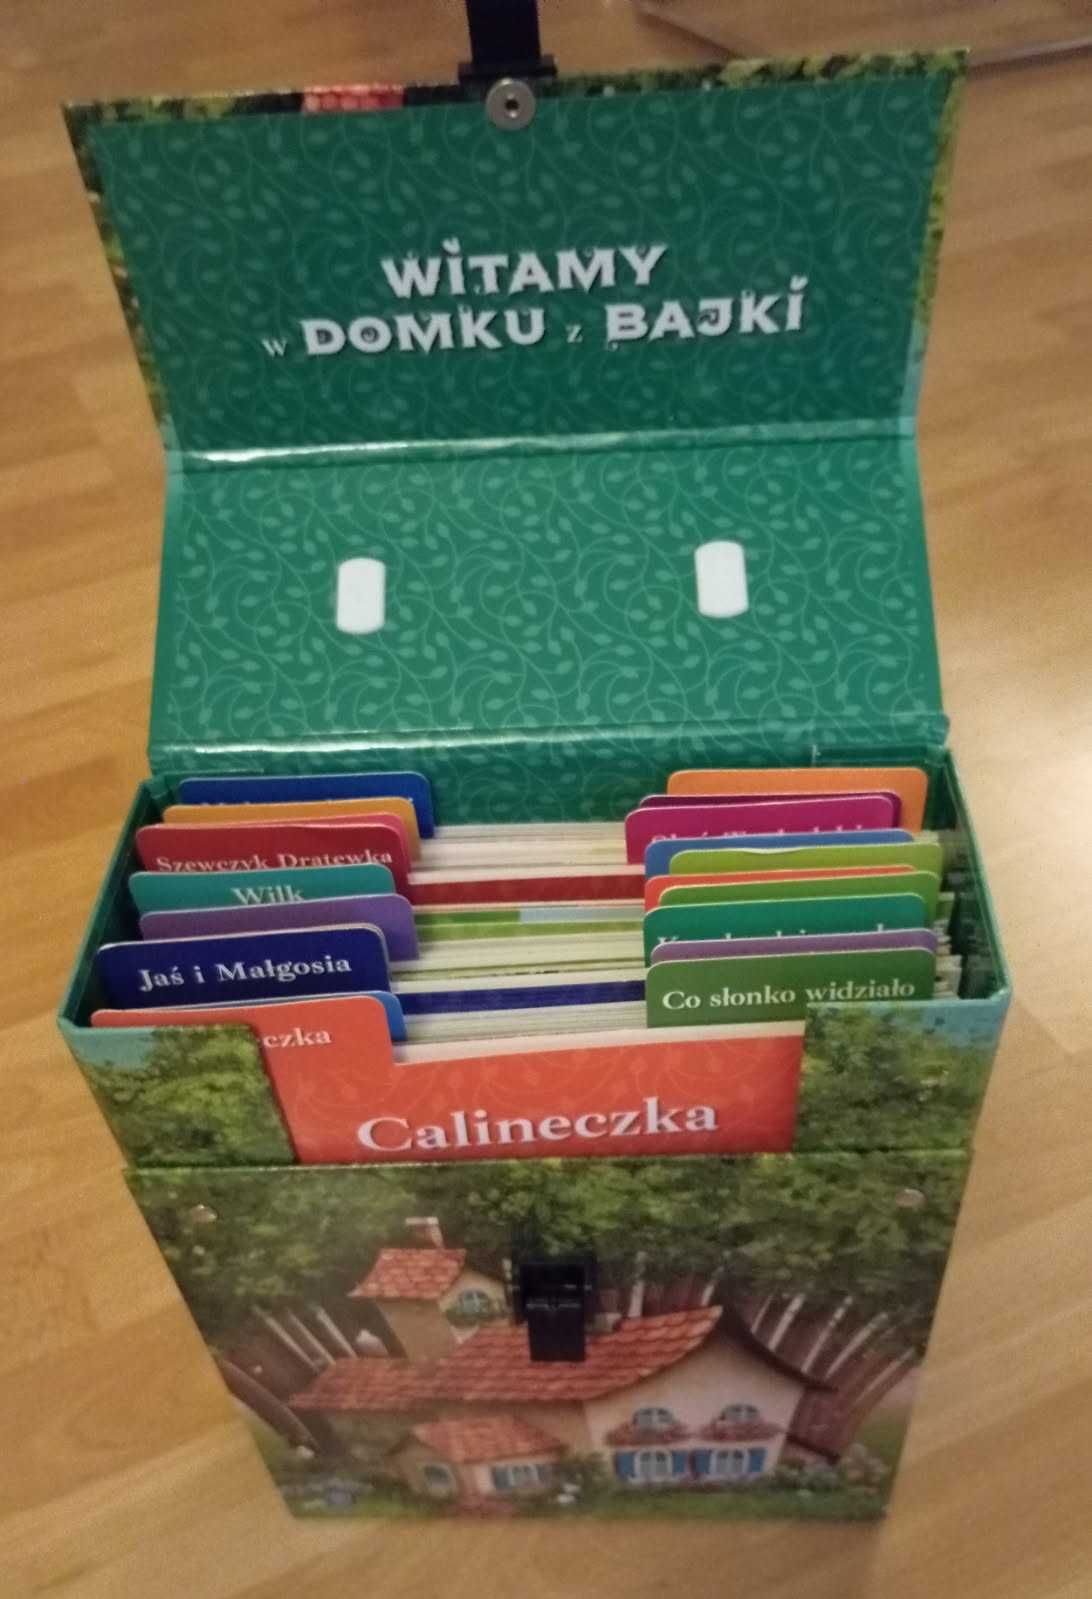 WITAMY
w DOMKU z BAJKI
Szewczyk Dratewka
Wilk
Jaś i Małgosia
Co słonko widziało
Calineczka